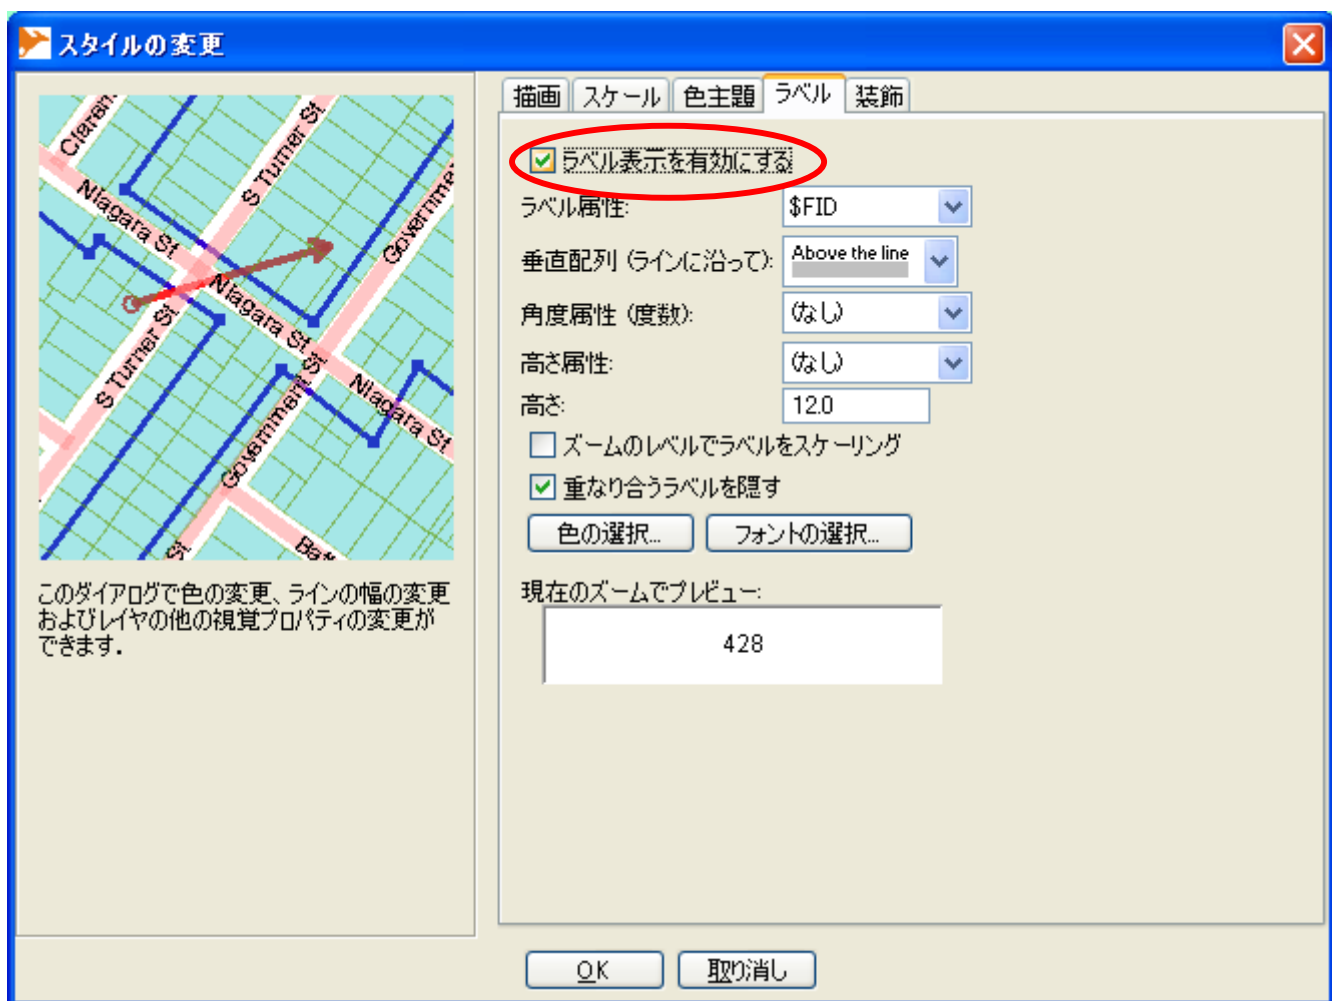 スタイルの変更
描画 スケール 色主題 ラベル 装飾
ラベル表示を有効にする
ラベル属性: $FID
垂直配列 (ラインに沿って): Above the line
角度属性 (度数): (なし)
高さ属性: (なし)
高さ: 12.0
ズームのレベルでラベルをスケーリング
重なり合うラベルを隠す
色の選択... フォントの選択...
現在のズームでプレビュー:
428
Niagara St
S Turner St
Niagara St
S Turner St
Government St
Niagara St
St
このダイアログで色の変更、ラインの幅の変更
およびレイヤの他の視覚プロパティの変更が
できます.
OK 取り消し